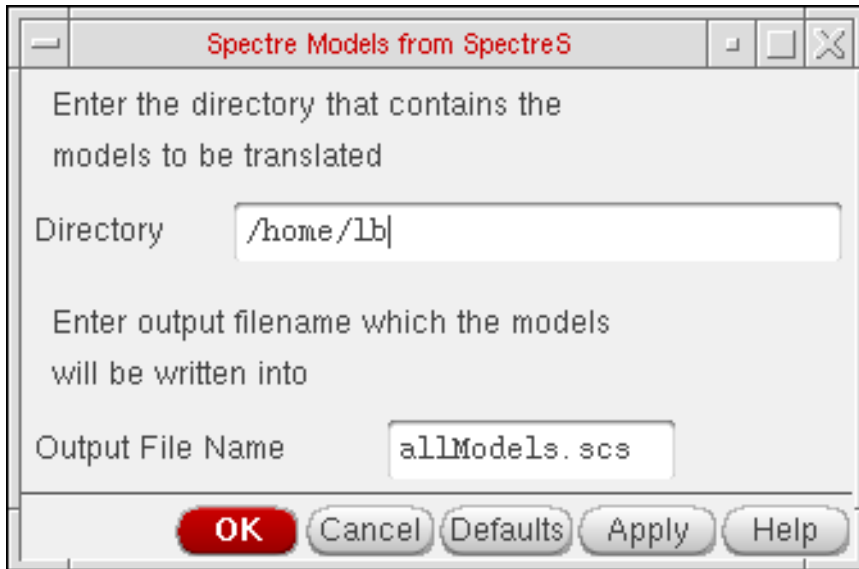 Spectre Models from SpectreS
Enter the directory that contains the
models to be translated
Directory /home/lb
Enter output filename which the models
will be written into
Output File Name allModels.scs
OK Cancel Defaults Apply Help